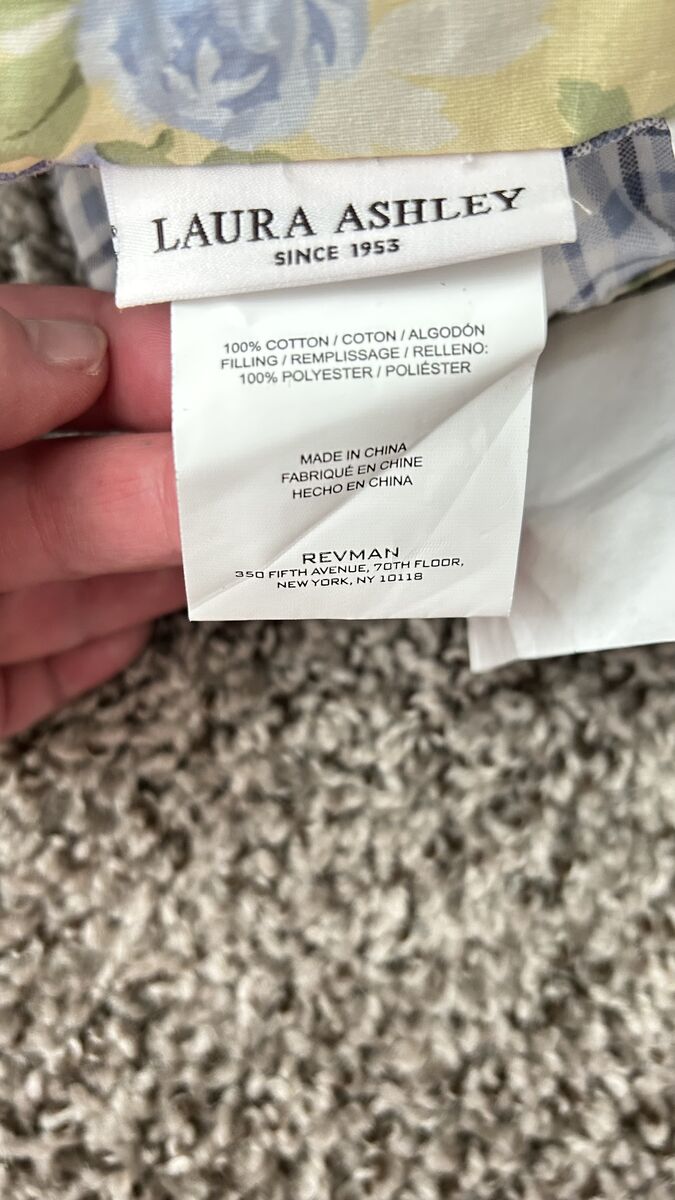 LAURA ASHLEY
SINCE 1953
100% COTTON / COTON / ALGODÓN
FILLING / REMPLISSAGE / RELLENO:
100% POLYESTER / POLIÉSTER
MADE IN CHINA
FABRIQUÉ EN CHINE
HECHO EN CHINA
REVMAN
350 FIFTH AVENUE, 70TH FLOOR,
NEW YORK, NY 10118